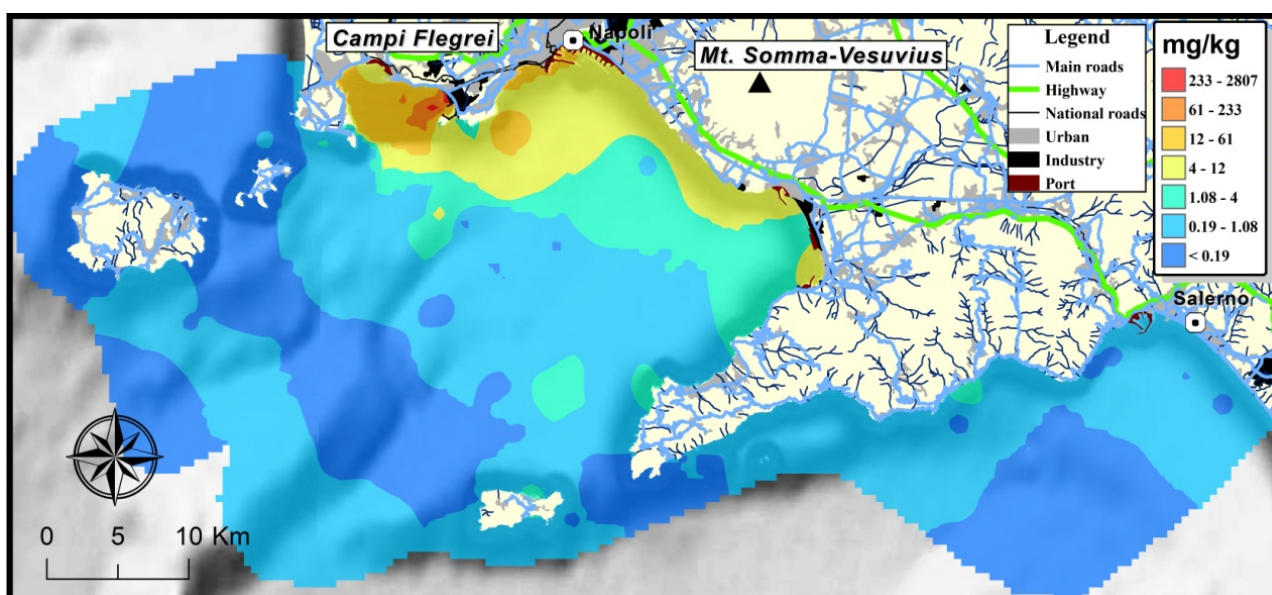 Campi Flegrei
Napoli
Mt. Somma-Vesuvius
Legend
Main roads
Highway
National roads
Urban
Industry
Port
mg/kg
233 - 2807
61 - 233
12 - 61
4 - 12
1.08 - 4
0.19 - 1.08
< 0.19
Salerno
0 5 10 Km